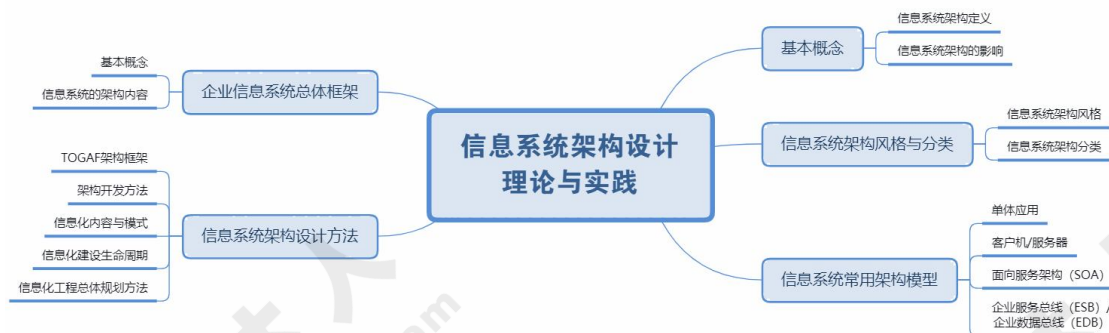 信息系统架构设计
理论与实践
基本概念
信息系统架构定义
信息系统架构的影响
信息系统架构风格与分类
信息系统架构风格
信息系统架构分类
信息系统常用架构模型
单体应用
客户机/服务器
面向服务架构（SOA）
企业服务总线（ESB）/
企业数据总线（EDB）
企业信息系统总体框架
基本概念
信息系统的架构内容
信息系统架构设计方法
TOGAF架构框架
架构开发方法
信息化内容与模式
信息化建设生命周期
信息化工程总体规划方法